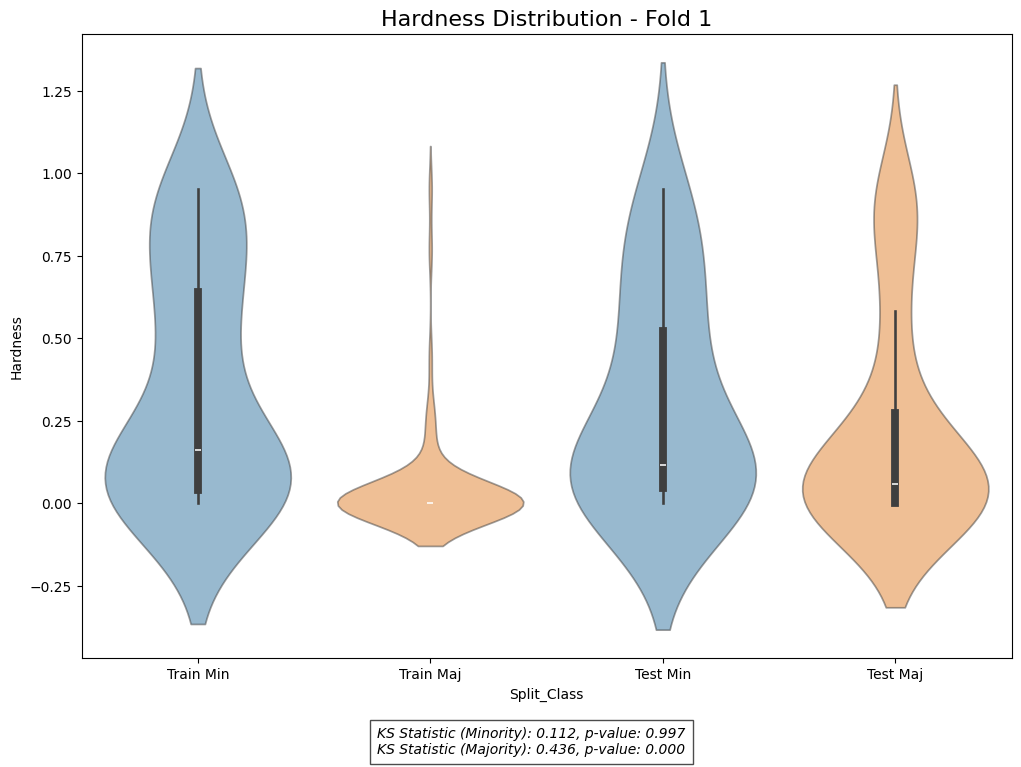 Hardness Distribution - Fold 1
1.25
1.00
0.75
0.50
0.25
0.00
−0.25
Hardness
Train Min
Train Maj
Test Min
Test Maj
Split_Class
KS Statistic (Minority): 0.112, p-value: 0.997
KS Statistic (Majority): 0.436, p-value: 0.000